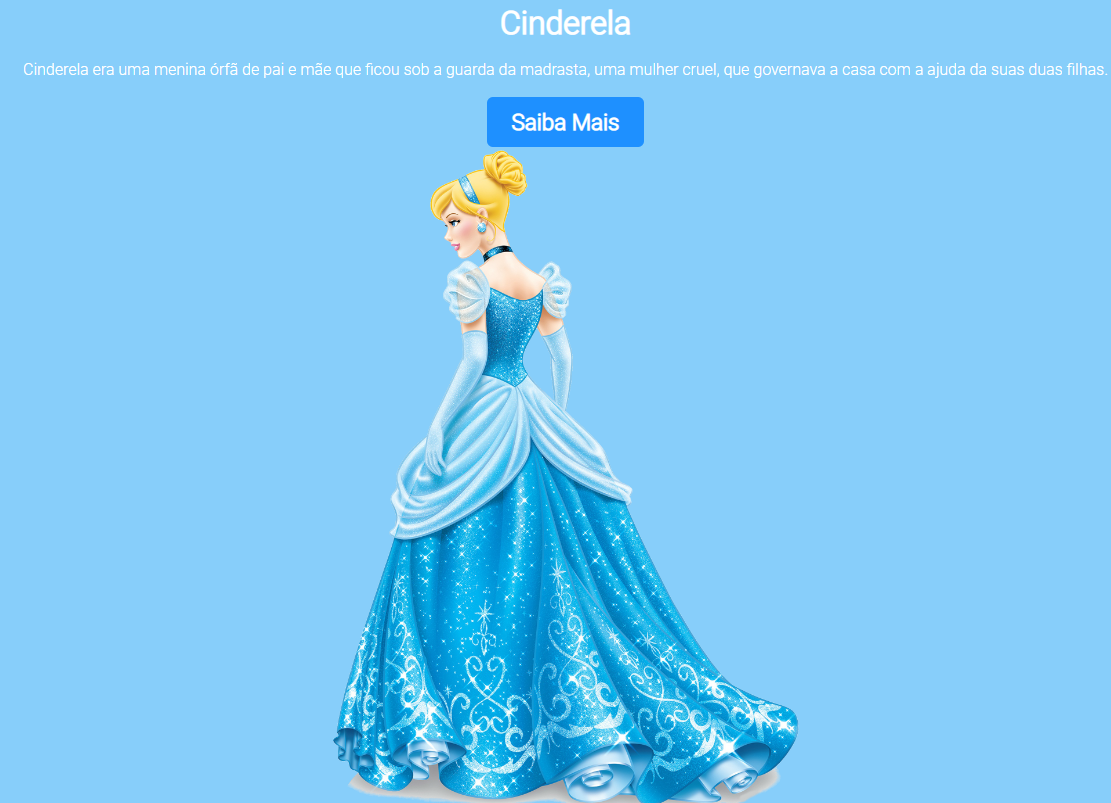 Cinderela
Cinderela era uma menina órfã de pai e mãe que ficou sob a guarda da madrasta, uma mulher cruel, que governava a casa com a ajuda da suas duas filhas.
Saiba Mais